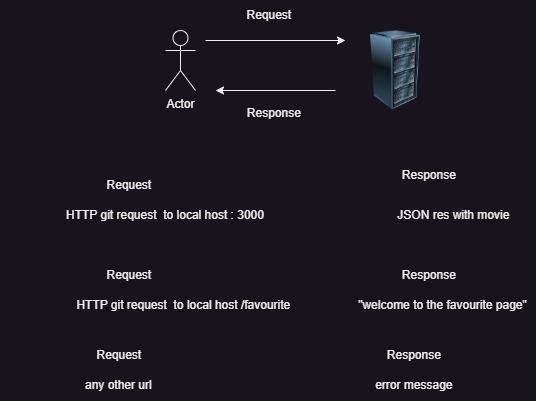 Request
Actor
Response
Request
Response
HTTP git request to local host : 3000
JSON res with movie
Request
Response
HTTP git request to local host /favourite
"welcome to the favourite page"
Request
Response
any other url
error message